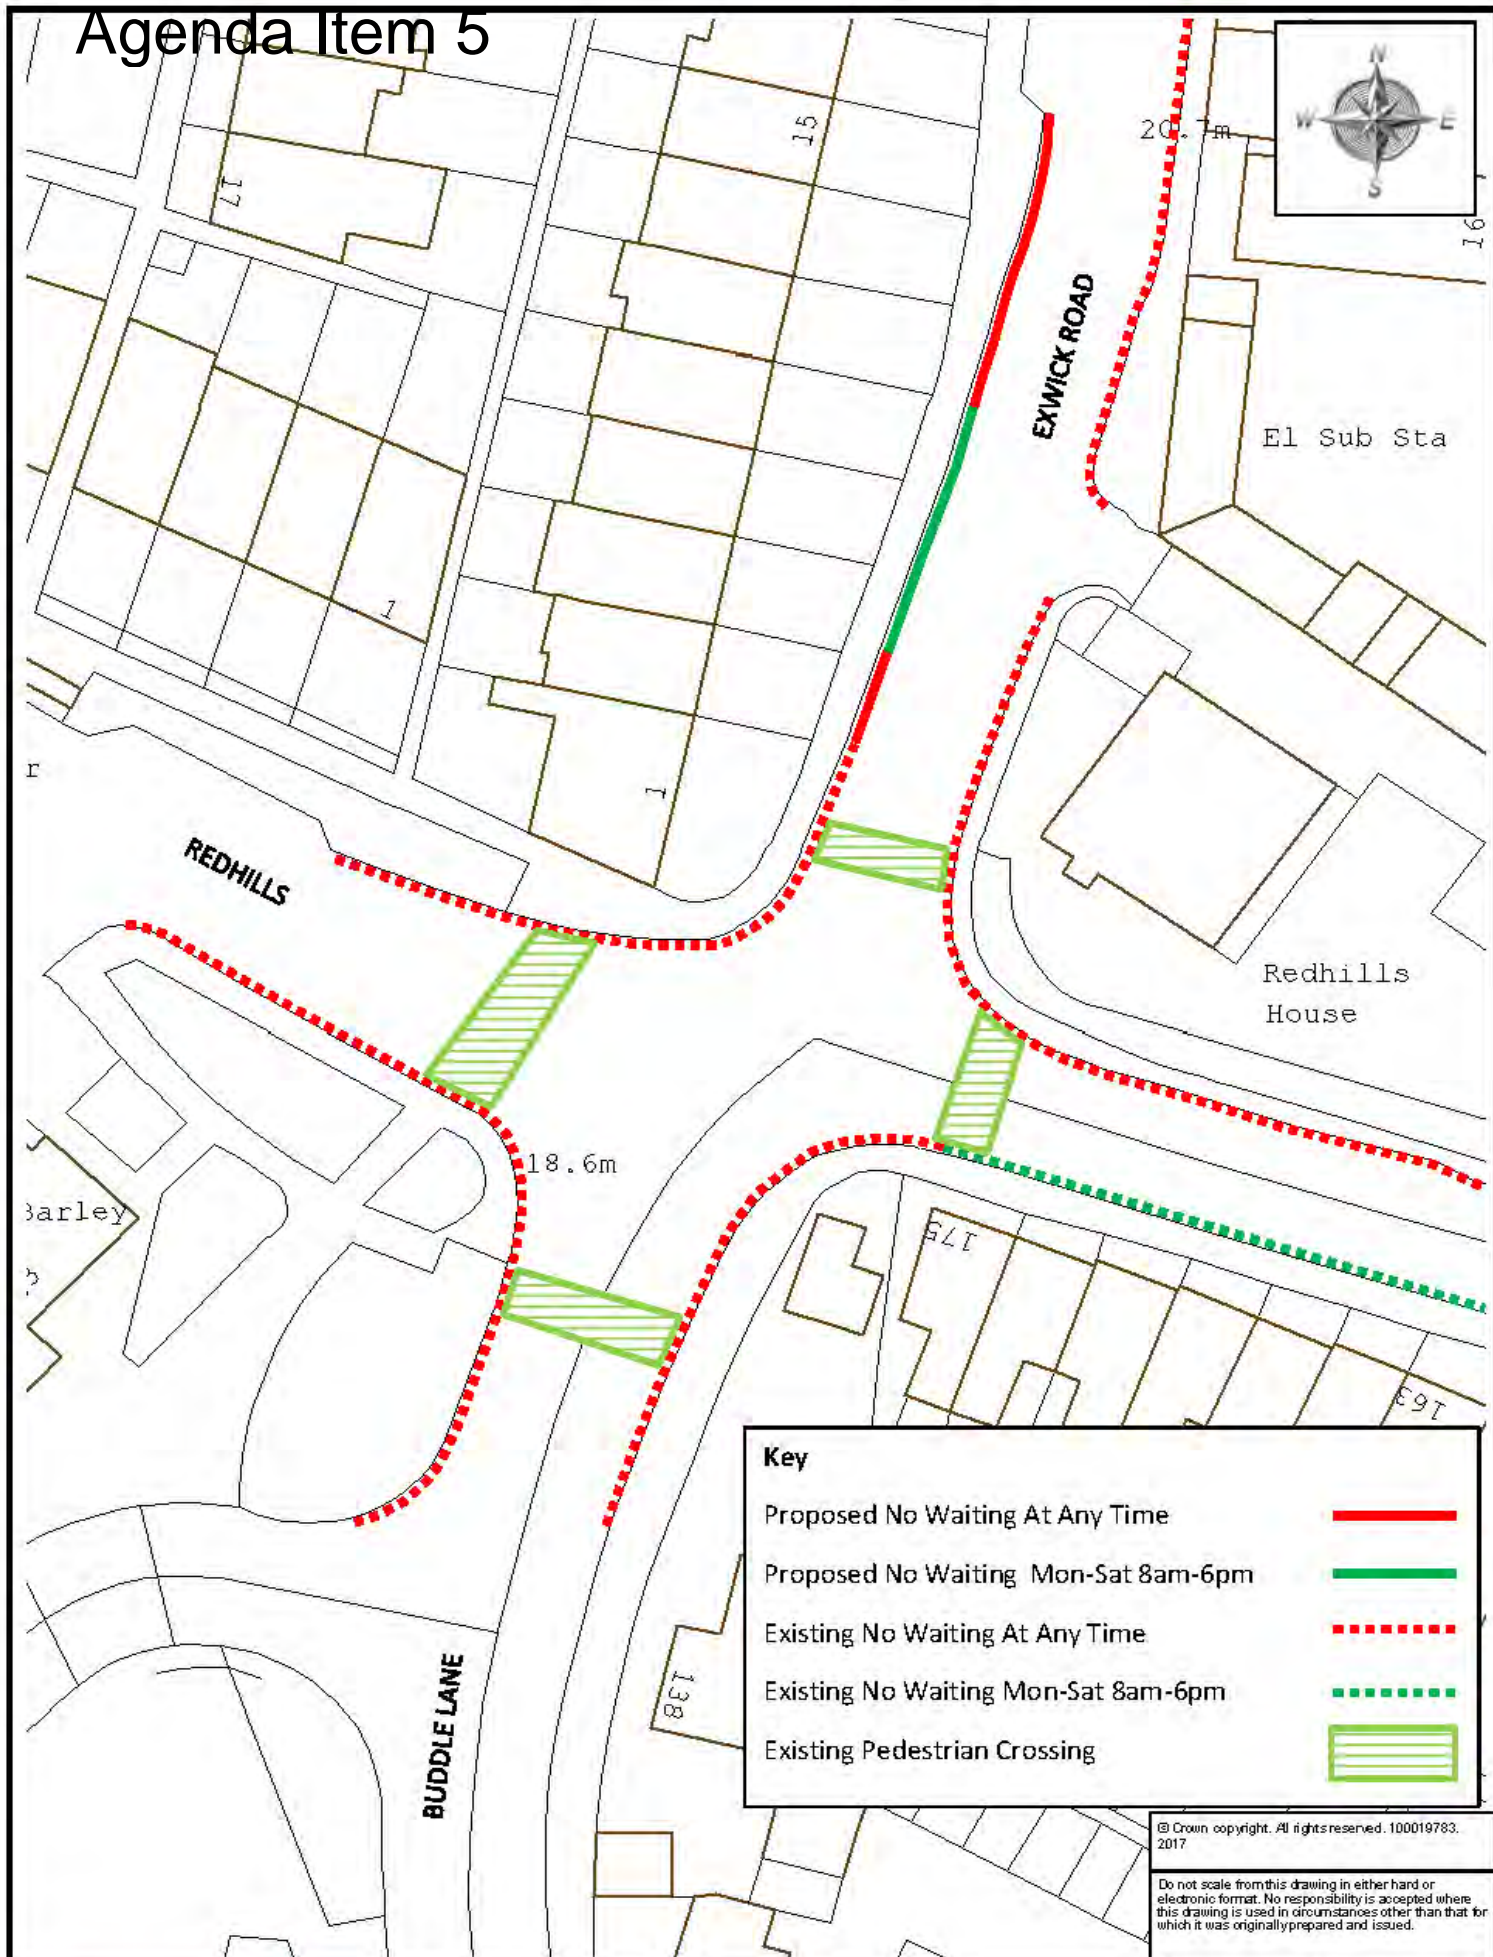 Agenda Item 5
N
W
E
S
20.7m
15
17
16
EXWICK ROAD
El Sub Sta
1
1
r
REDHILLS
Redhills
House
18.6m
Barley
175
163
138
BUDDLE LANE
Key
Proposed No Waiting At Any Time
Proposed No Waiting Mon-Sat 8am-6pm
Existing No Waiting At Any Time
Existing No Waiting Mon-Sat 8am-6pm
Existing Pedestrian Crossing
© Crown copyright. All rights reserved. 100019783.
2017
Do not scale from this drawing in either hard or
electronic format. No responsibility is accepted where
this drawing is used in circumstances other than that for
which it was originally prepared and issued.